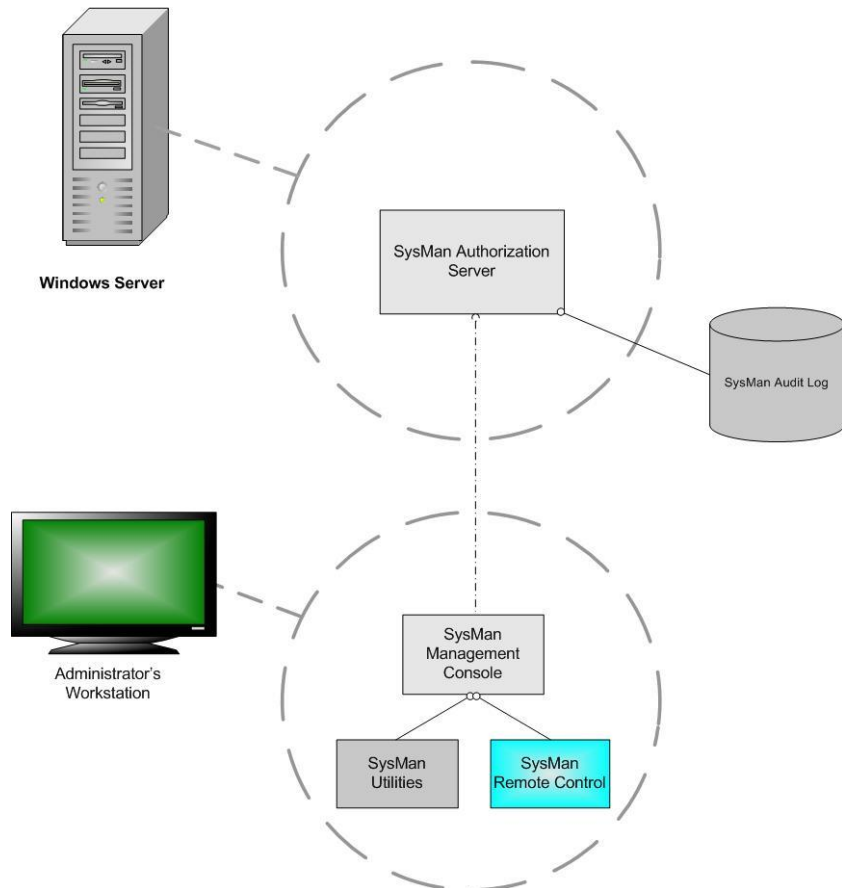 Windows Server
SysMan Authorization
Server
SysMan Audit Log
Administrator's
Workstation
SysMan
Management
Console
SysMan
Utilities
SysMan
Remote Control